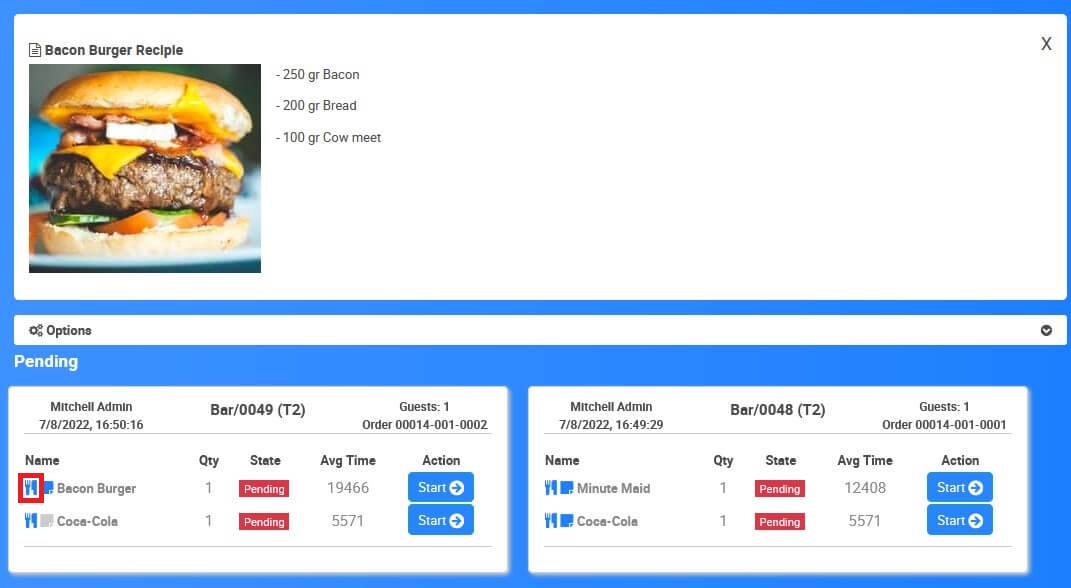 Bacon Burger Reciple
X
- 250 gr Bacon
- 200 gr Bread
- 100 gr Cow meet
Options
Pending
Mitchell Admin
7/8/2022, 16:50:16
Bar/0049 (T2)
Guests: 1
Order 00014-001-0002
Name Qty State Avg Time Action
Bacon Burger 1 Pending 19466 Start
Coca-Cola 1 Pending 5571 Start
Mitchell Admin
7/8/2022, 16:49:29
Bar/0048 (T2)
Guests: 1
Order 00014-001-0001
Name Qty State Avg Time Action
Minute Maid 1 Pending 12408 Start
Coca-Cola 1 Pending 5571 Start